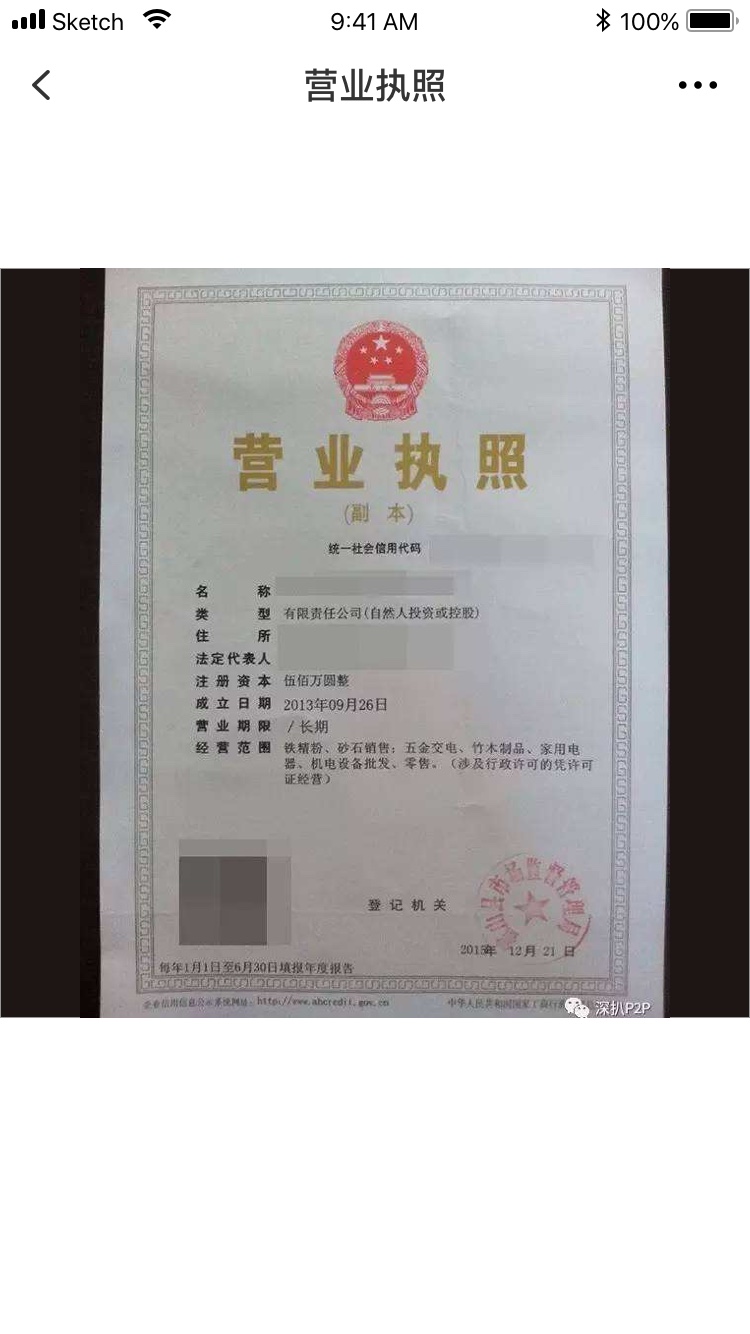 Sketch 9:41 AM 100%
营业执照
营业执照
(副 本)
统一社会信用代码
名 称
类 型 有限责任公司(自然人投资或控股)
住 所
法定代表人
注册资本 伍佰万圆整
成立日期 2013年09月26日
营业期限 / 长期
经营范围 铁精粉、砂石销售；五金交电、竹木制品、家用电
器、机电设备批发、零售。（涉及行政许可的凭许可
证经营）
市场监督管理局
登记机关
2015年 12月 21日
每年1月1日至6月30日填报年度报告
企业信用信息公示系统网址：http://www.ahcredit.gov.cn
中华人民共和国国家工商行
深扒P2P